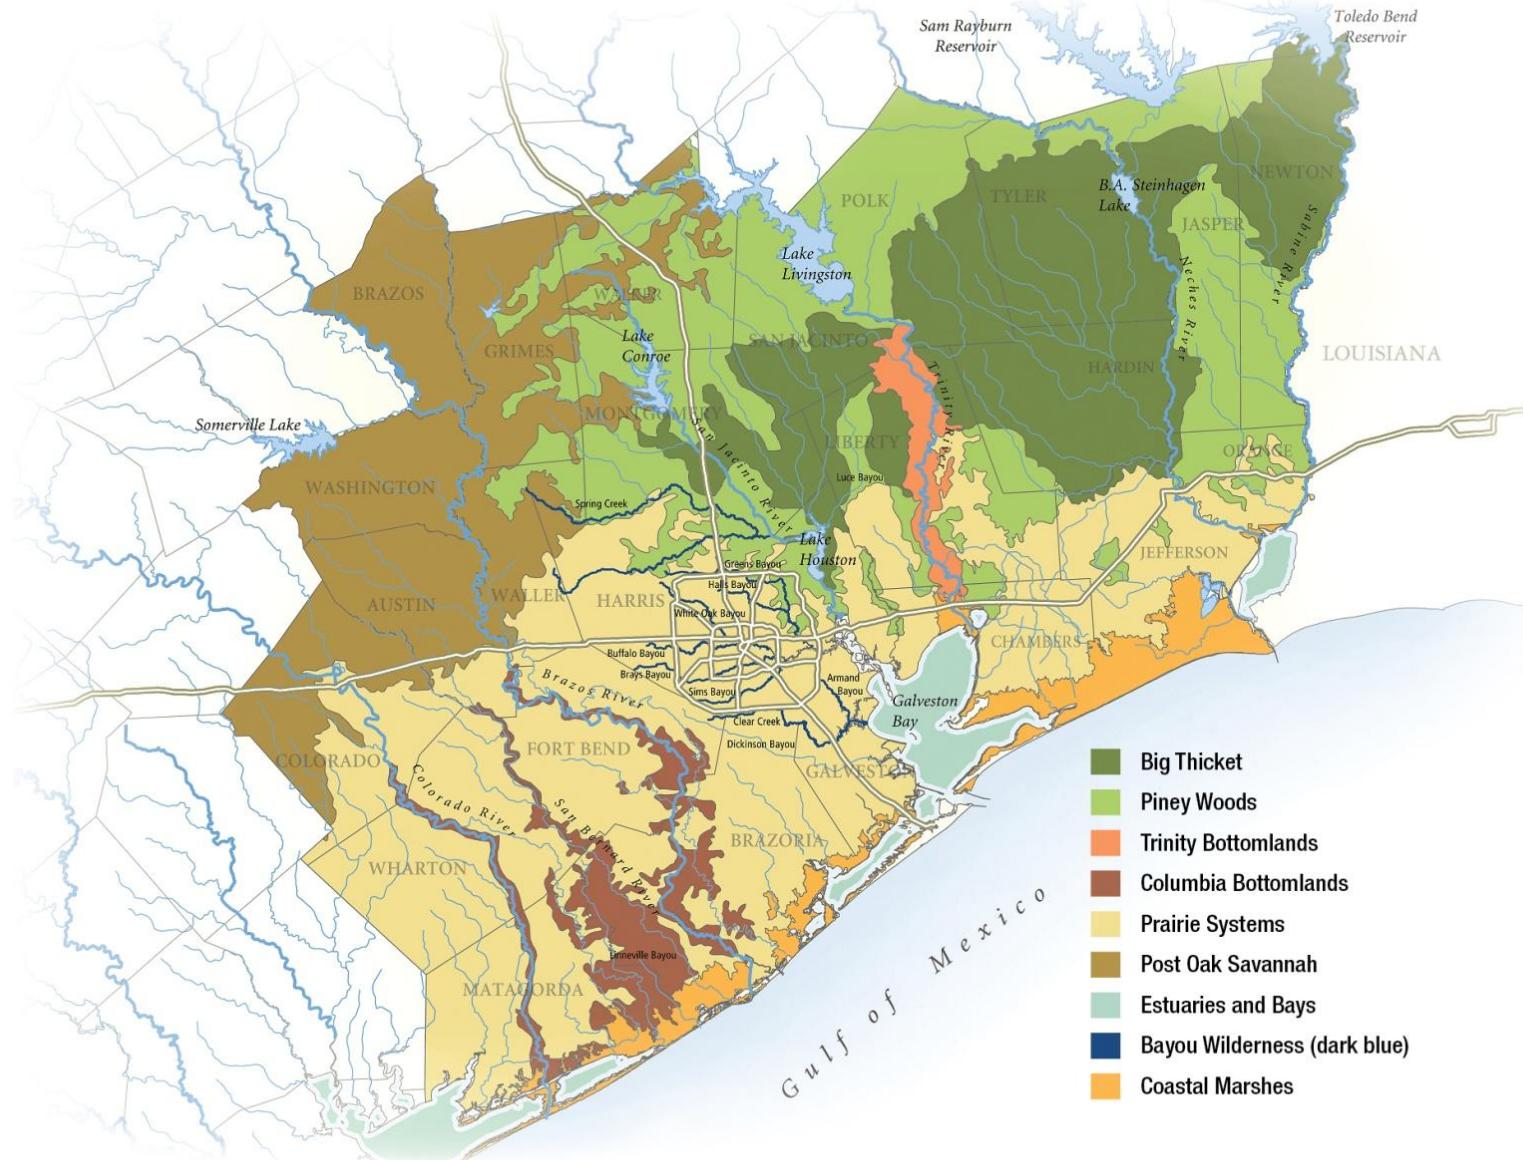 Sam Rayburn
Reservoir
Toledo Bend
Reservoir
POLK
TYLER
B.A. Steinhagen
Lake
NEWTON
JASPER
Sabine River
Lake
Livingston
BRAZOS
WALKER
Neches River
GRIMES
Lake
Conroe
SAN JACINTO
HARDIN
LOUISIANA
Trinity River
Somerville Lake
MONTGOMERY
San Jacinto River
LIBERTY
ORANGE
WASHINGTON
Luce Bayou
Spring Creek
Lake
Houston
JEFFERSON
Greens Bayou
Halls Bayou
AUSTIN
WALLER
HARRIS
White Oak Bayou
CHAMBERS
Buffalo Bayou
Brays Bayou
Brazos River
Sims Bayou
Armand
Bayou
Galveston
Bay
Clear Creek
Dickinson Bayou
FORT BEND
COLORADO
GALVESTON
Colorado River
San Bernard River
BRAZORIA
WHARTON
Linneville Bayou
MATAGORDA
Gulf of Mexico
Big Thicket
Piney Woods
Trinity Bottomlands
Columbia Bottomlands
Prairie Systems
Post Oak Savannah
Estuaries and Bays
Bayou Wilderness (dark blue)
Coastal Marshes